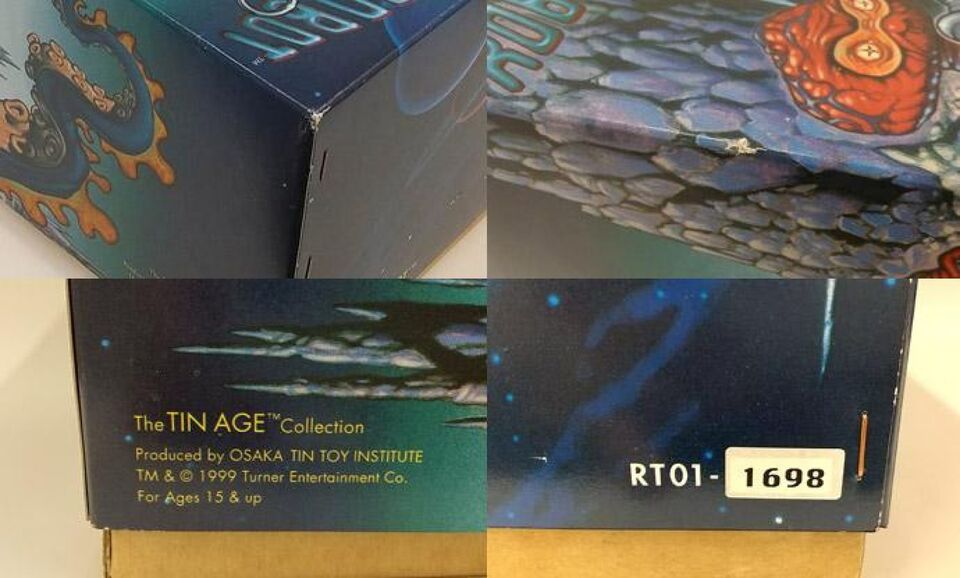 The TIN AGE™ Collection
Produced by OSAKA TIN TOY INSTITUTE
TM & © 1999 Turner Entertainment Co.
For Ages 15 & up
RT01-1698